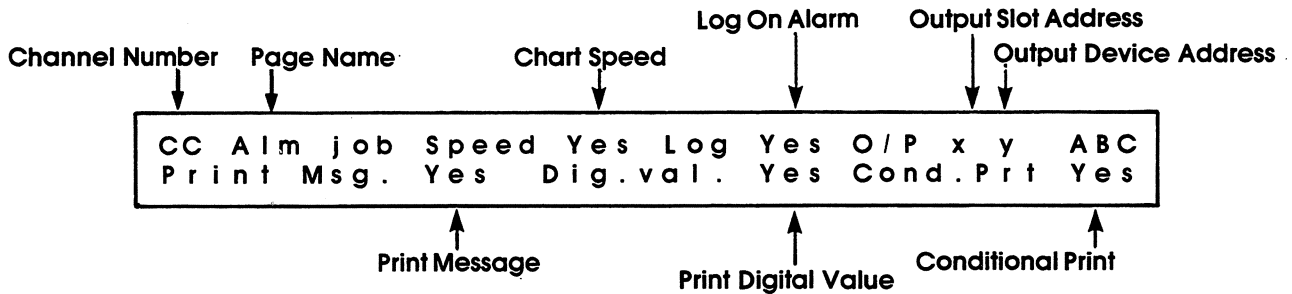 Log On Alarm Output Slot Address
Channel Number Page Name Chart Speed Output Device Address
CC Alm job Speed Yes Log Yes O/P x y ABC
Print Msg. Yes Dig.val. Yes Cond.Prt Yes
Print Message Print Digital Value Conditional Print